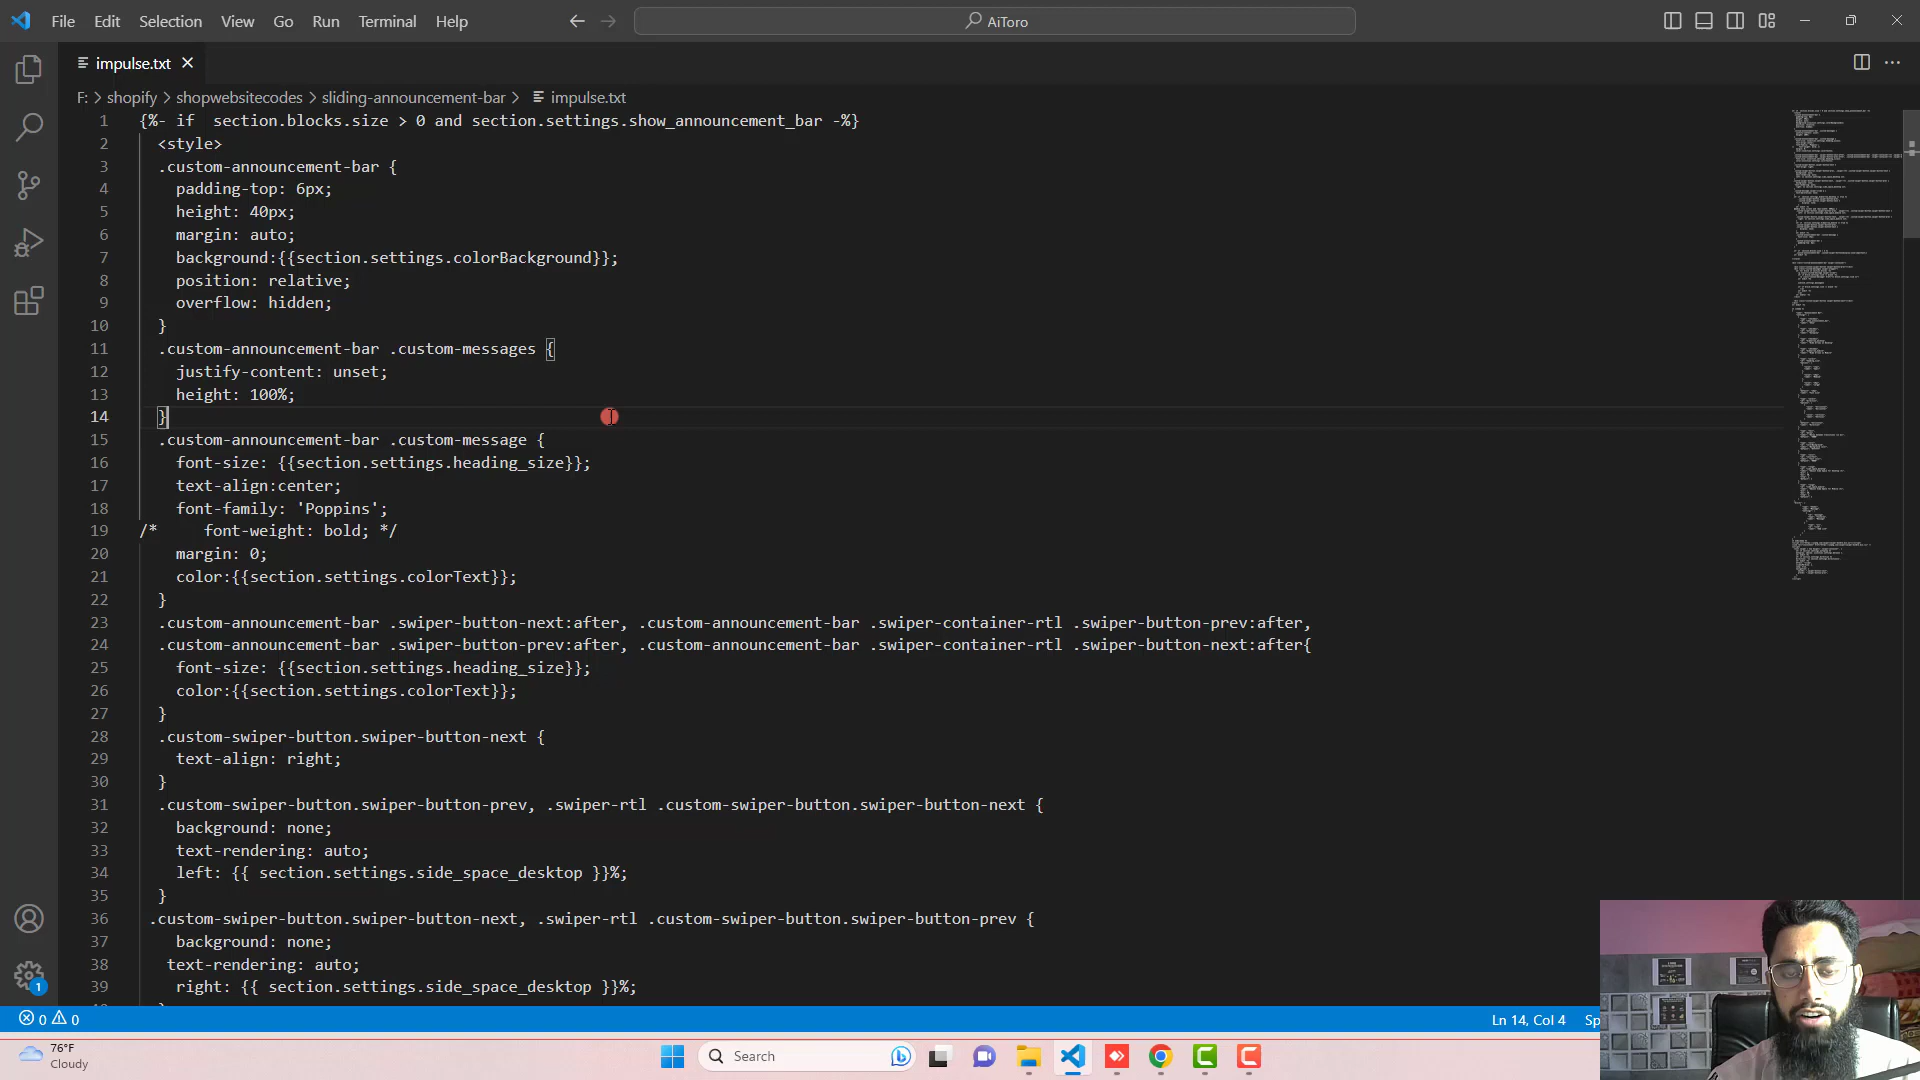 File Edit Selection View Go Run Terminal Help
AiToro
impulse.txt
F: > shopify > shopwebsitecodes > sliding-announcement-bar > impulse.txt
1 {%- if  section.blocks.size > 0 and section.settings.show_announcement_bar -%}
2 <style>
3 .custom-announcement-bar {
4 padding-top: 6px;
5 height: 40px;
6 margin: auto;
7 background:{{section.settings.colorBackground}};
8 position: relative;
9 overflow: hidden;
10 }
11 .custom-announcement-bar .custom-messages {
12 justify-content: unset;
13 height: 100%;
14 }
15 .custom-announcement-bar .custom-message {
16 font-size: {{section.settings.heading_size}};
17 text-align:center;
18 font-family: 'Poppins';
19 /*     font-weight: bold; */
20 margin: 0;
21 color:{{section.settings.colorText}};
22 }
23 .custom-announcement-bar .swiper-button-next:after, .custom-announcement-bar .swiper-container-rtl .swiper-button-prev:after,
24 .custom-announcement-bar .swiper-button-prev:after, .custom-announcement-bar .swiper-container-rtl .swiper-button-next:after{
25 font-size: {{section.settings.heading_size}};
26 color:{{section.settings.colorText}};
27 }
28 .custom-swiper-button.swiper-button-next {
29 text-align: right;
30 }
31 .custom-swiper-button.swiper-button-prev, .swiper-rtl .custom-swiper-button.swiper-button-next {
32 background: none;
33 text-rendering: auto;
34 left: {{ section.settings.side_space_desktop }}%;
35 }
36 .custom-swiper-button.swiper-button-next, .swiper-rtl .custom-swiper-button.swiper-button-prev {
37 background: none;
38 text-rendering: auto;
39 right: {{ section.settings.side_space_desktop }}%;
1
0 0
Ln 14, Col 4
Sp
76°F
Cloudy
Search